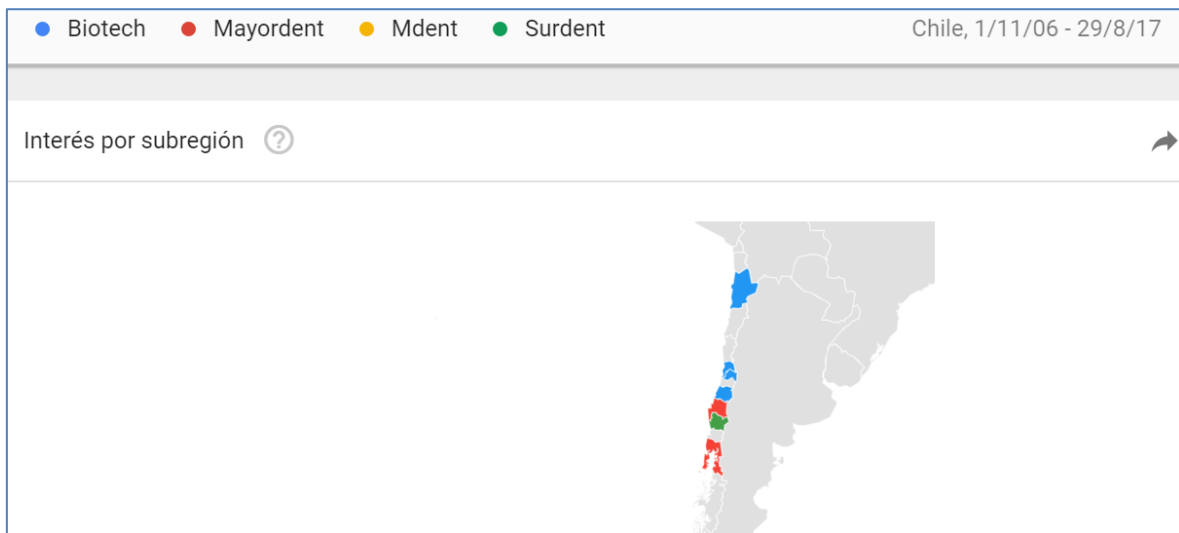 Biotech Mayordent Mdent Surdent Chile, 1/11/06 - 29/8/17
Interés por subregión ?